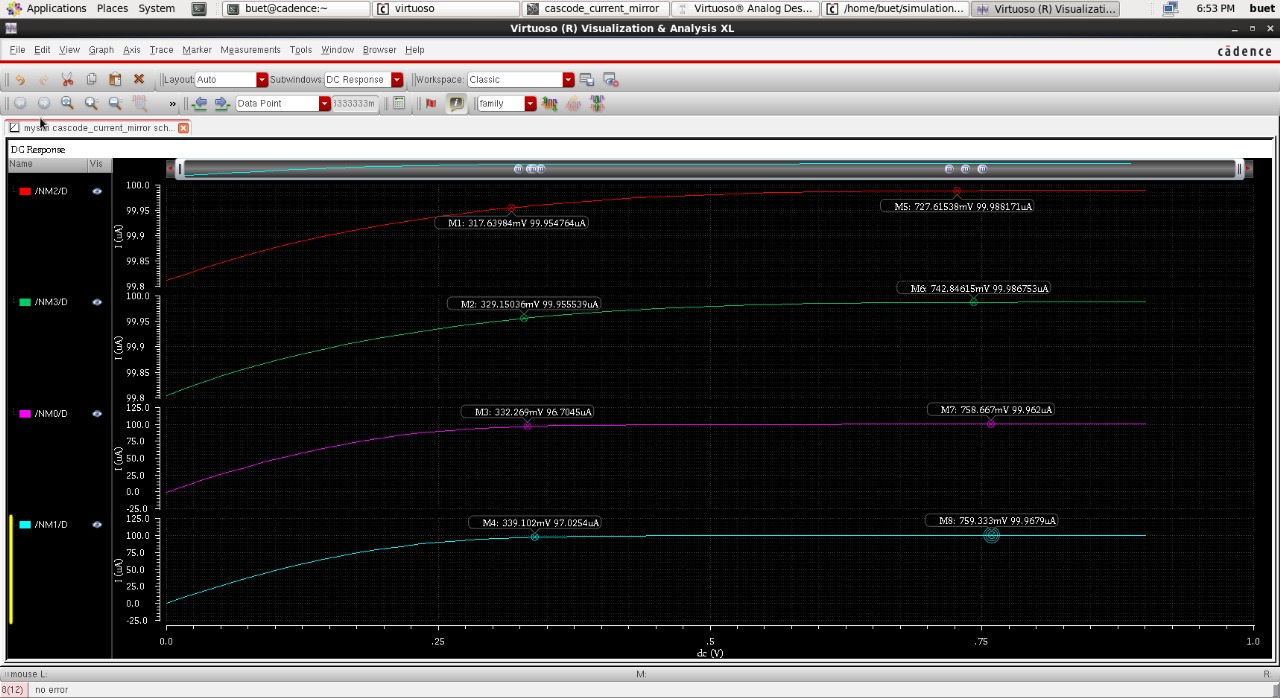 Applications Places System buet@cadence:~ virtuoso cascode_current_mirror Virtuoso® Analog Des... /home/buet/simulation... Virtuoso (R) Visualizati... 6:53 PM buet
Virtuoso (R) Visualization & Analysis XL
File Edit View Graph Axis Trace Marker Measurements Tools Window Browser Help
cādence
Layout: Auto Subwindows: DC Response Workspace: Classic
» Data Point 3333333m family
cascode_current_mirror sch...
DC Response
Name Vis
/NM2/D
I (uA)
100.0
99.95
99.9
99.85
99.8
M1: 317.63984mV 99.954764uA
M5: 727.61538mV 99.988171uA
/NM3/D
I (uA)
100.0
99.95
99.9
99.85
99.8
M2: 329.15036mV 99.955539uA
M6: 742.84615mV 99.986753uA
/NM0/D
I (uA)
125.0
100.0
75.0
50.0
25.0
0.0
-25.0
M3: 332.269mV 96.7045uA
M7: 758.667mV 99.962uA
/NM1/D
I (uA)
125.0
100.0
75.0
50.0
25.0
0.0
-25.0
M4: 339.102mV 97.0254uA
M8: 759.333mV 99.9679uA
0.0 .25 .5 .75 1.0
dc (V)
mouse L: M: R:
6(12) no error